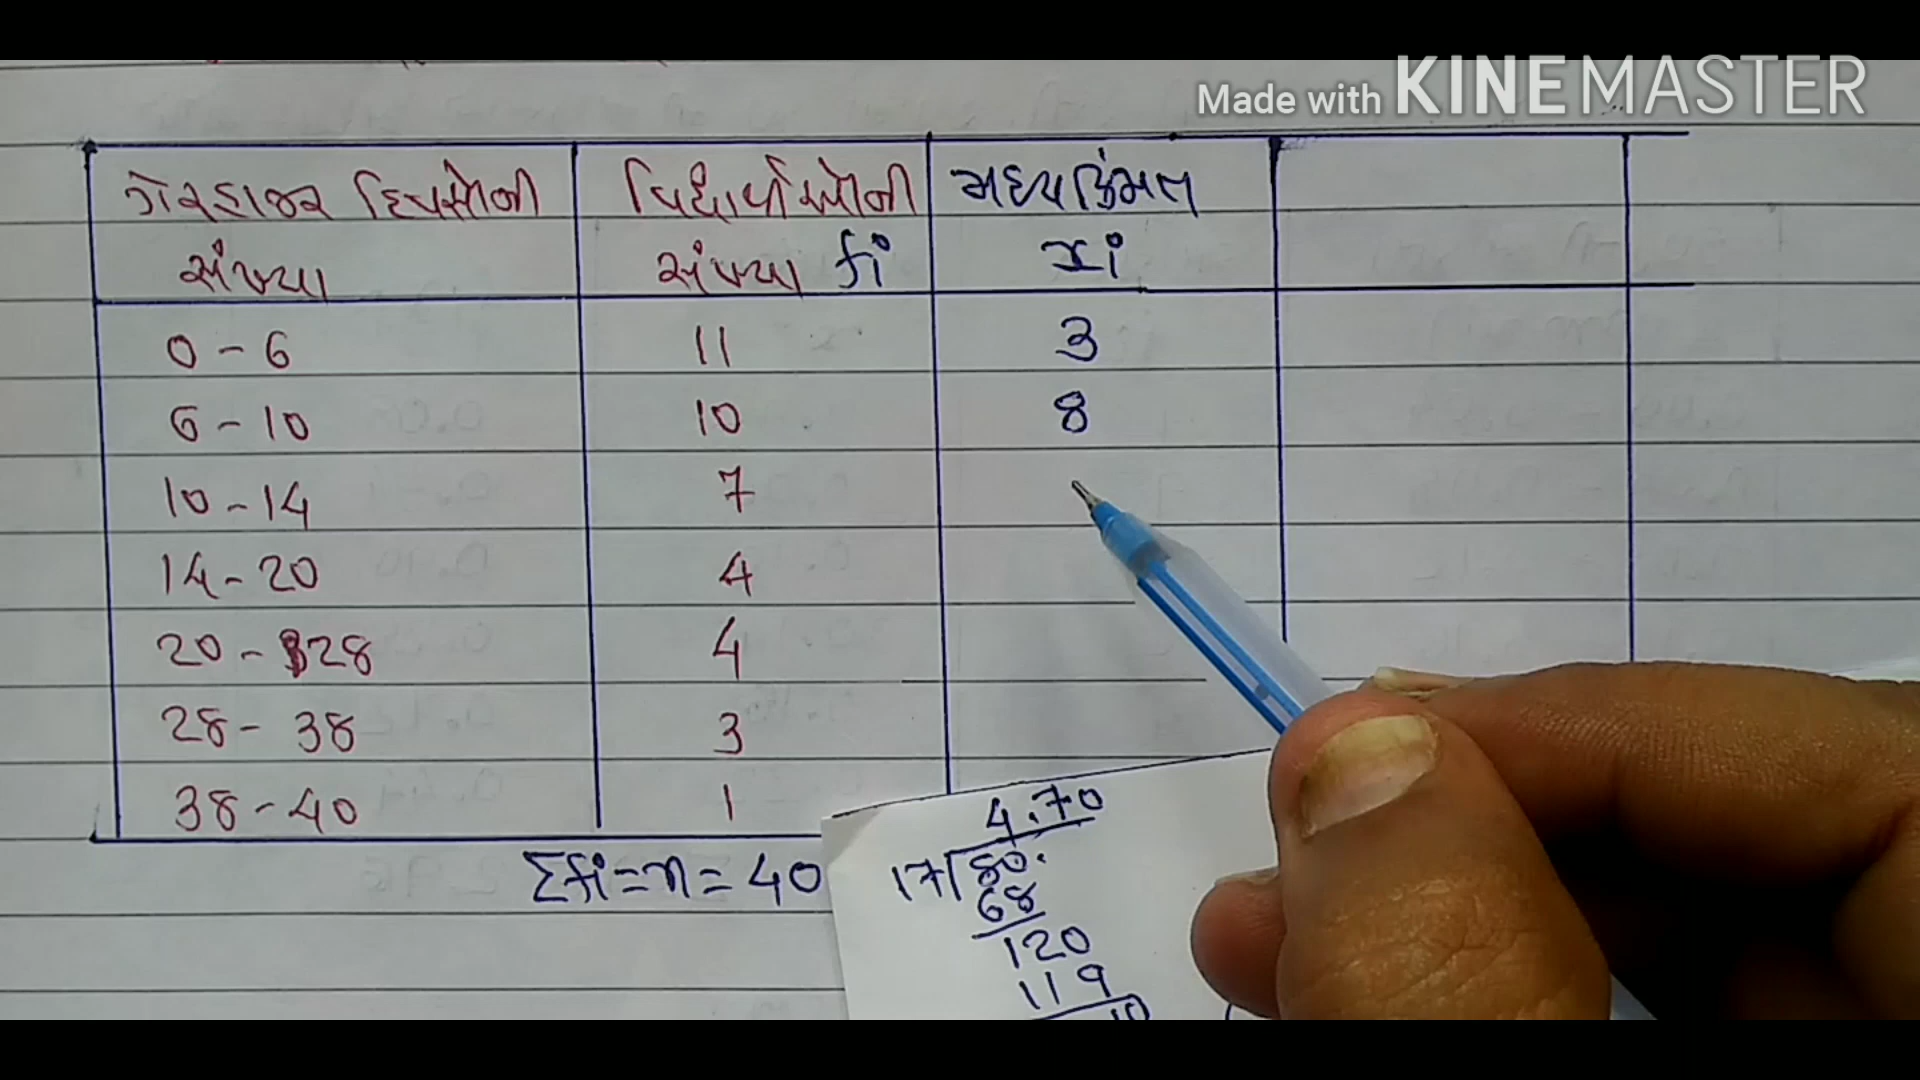 Made with KINEMASTER
ગેરહાજર દિવસોની વિદ્યાર્થીઓની મધ્યકિંમત
સંખ્યા સંખ્યા fi xi
0 - 6 11 3
6 - 10 10 8
10 - 14 7
14 - 20 4
20 - 28 4
28 - 38 3
38 - 40 1
Σfi = n = 40
4.70
17 80.
68
120
119
10